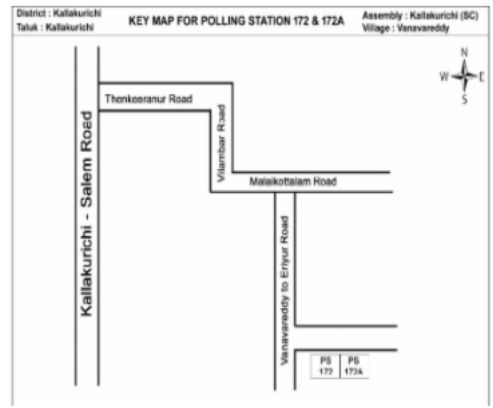 District : Kallakurichi
Taluk : Kallakurichi
KEY MAP FOR POLLING STATION 172 & 172A
Assembly : Kallakurichi (SC)
Village : Vanavareddy
N
W E
S
Thenkeeranur Road
Vilambar Road
Malaikottalam Road
Kallakurichi - Salem Road
Vanavareddy to Eriyur Road
PS PS
172 172A